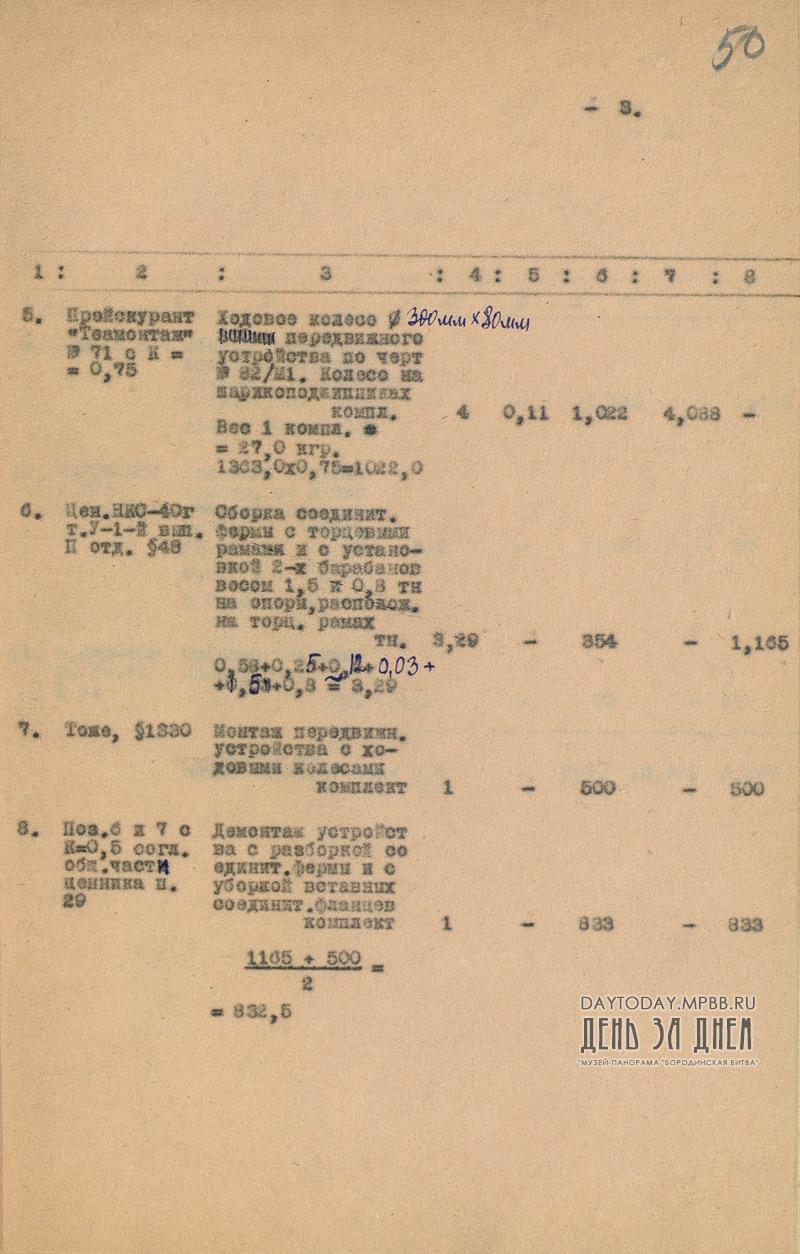 50
- 3.
1 : 2 : 3 : 4 : 5 : 6 : 7 : 8
5. Прейскурант Ходовое колесо ∅ 300мм х 80мм
"Теамонтаж" передвижного
№ 71 с К = устройства по черт
= 0,75 № 82/М1. Колесо на
шарикоподшипниках
компл. 4 0,11 1,022 4,088 -
Вес 1 компл. =
= 27,0 кгр.
1363,0х0,75=1022,0
6. Цен.НКС-40г Сборка соединит.
т.У-1-й вып. фермы с торцовыми
П отд. §48 рамами и с устано-
вкой 2-х барабанов
весом 1,5 и 0,8 тн
на опоры,располож.
на торц. рамах
тн. 3,29 - 354 - 1,165
0,58+0,25+0,12+0,03+
+1,51+0,8 = 3,29
7. Тоже, §1330 Монтаж передвижн.
устройства с хо-
довыми колесами
комплект 1 - 500 - 500
8. Поз.6 и 7 с Демонтаж устройст
К=0,5 согл. ва с разборкой со
общ.части единит.фермы и с
ценника п. уборкой вставных
29 соединит.фланцев
комплект 1 - 833 - 833
1165 + 500 =
2
= 832,5
DAYTODAY.MPBB.RU
ДЕНЬ ЗА ДНЕМ
"МУЗЕЙ-ПАНОРАМА "БОРОДИНСКАЯ БИТВА"